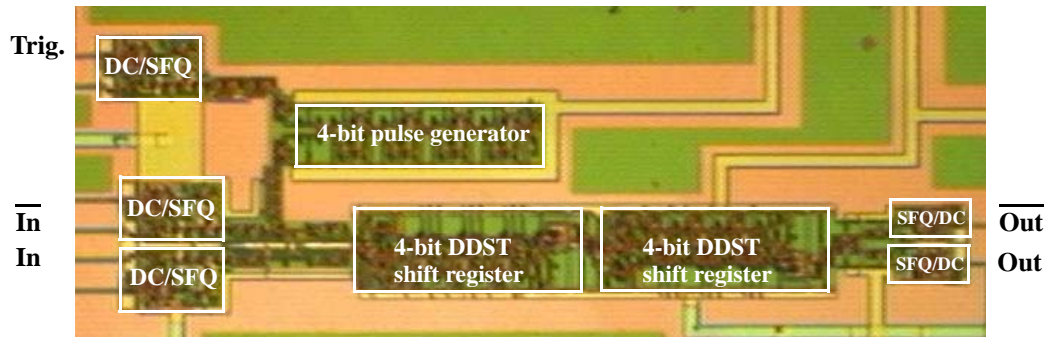 Trig.
DC/SFQ
4-bit pulse generator
DC/SFQ
In
In
DC/SFQ
4-bit DDST
shift register
4-bit DDST
shift register
SFQ/DC
Out
SFQ/DC
Out